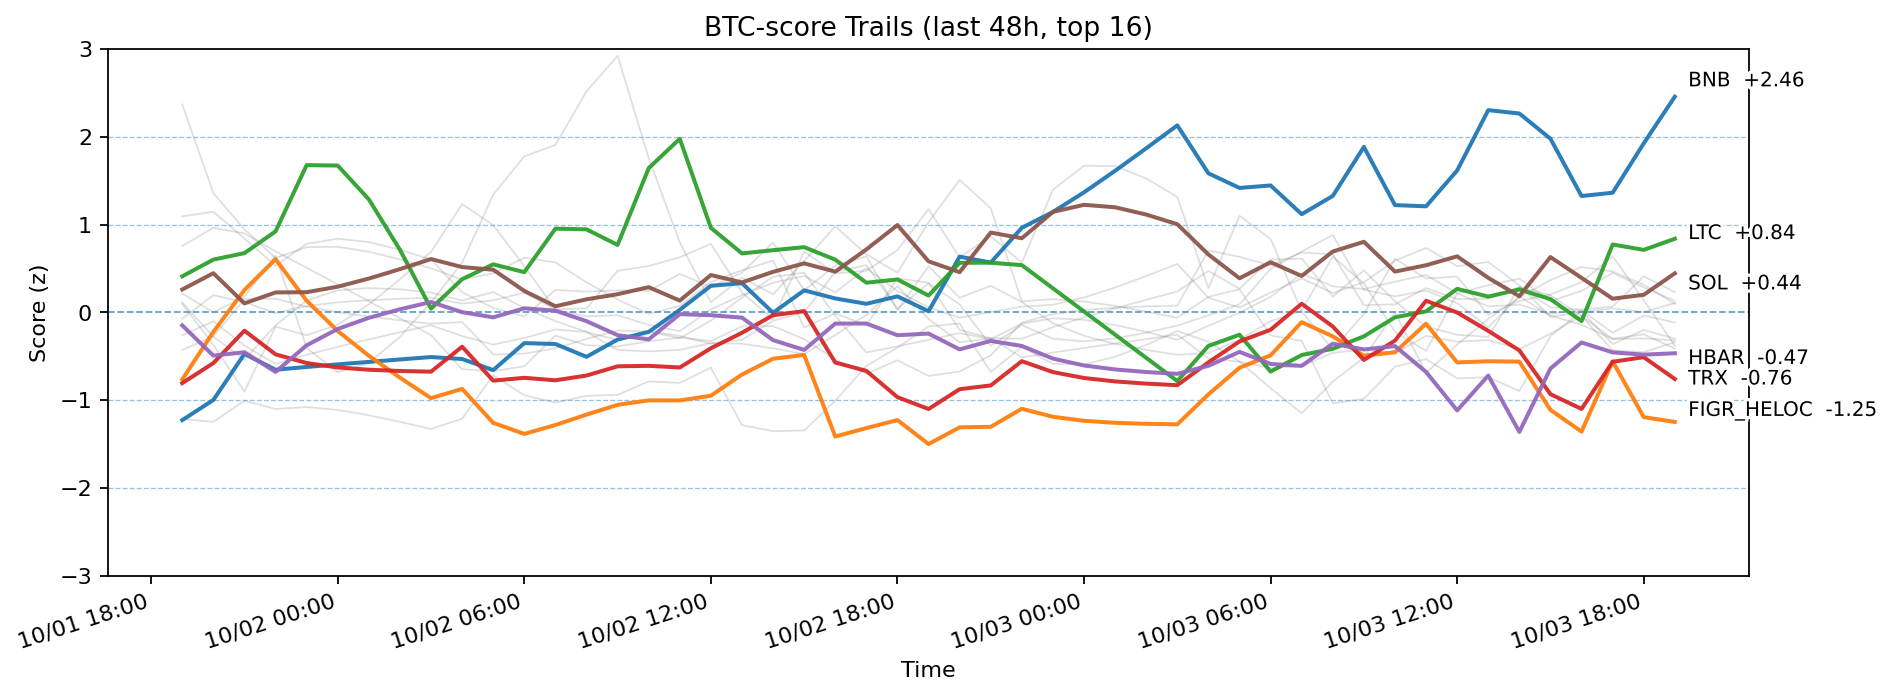 BTC-score Trails (last 48h, top 16)
Score (z)
3
2
1
0
−1
−2
−3
BNB +2.46
LTC +0.84
SOL +0.44
HBAR -0.47
TRX -0.76
FIGR_HELOC -1.25
10/01 18:00
10/02 00:00
10/02 06:00
10/02 12:00
10/02 18:00
10/03 00:00
10/03 06:00
10/03 12:00
10/03 18:00
Time